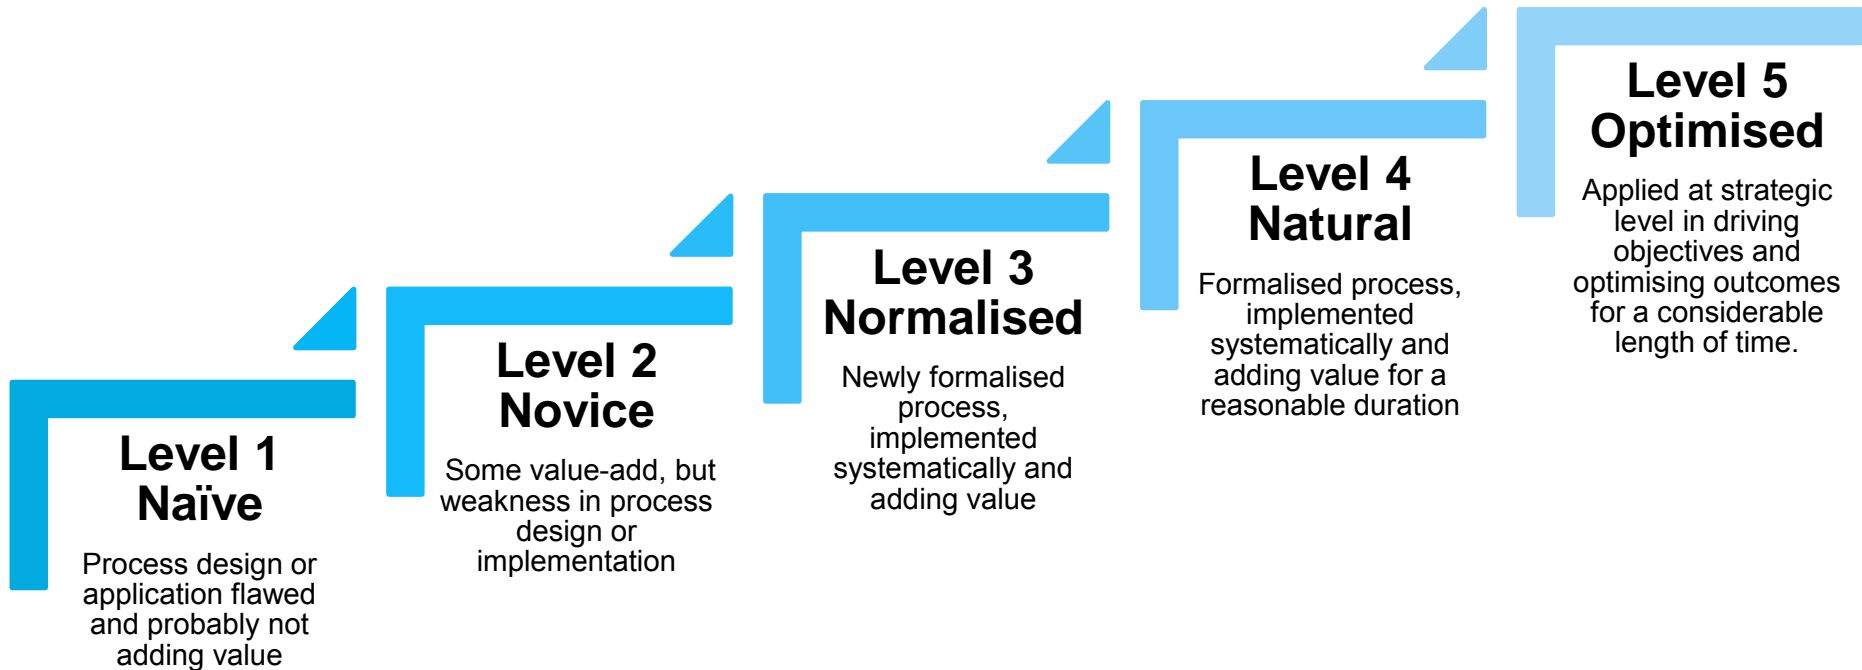 Level 1
Naïve
Process design or
application flawed
and probably not
adding value
Level 2
Novice
Some value-add, but
weakness in process
design or
implementation
Level 3
Normalised
Newly formalised
process,
implemented
systematically and
adding value
Level 4
Natural
Formalised process,
implemented
systematically and
adding value for a
reasonable duration
Level 5
Optimised
Applied at strategic
level in driving
objectives and
optimising outcomes
for a considerable
length of time.